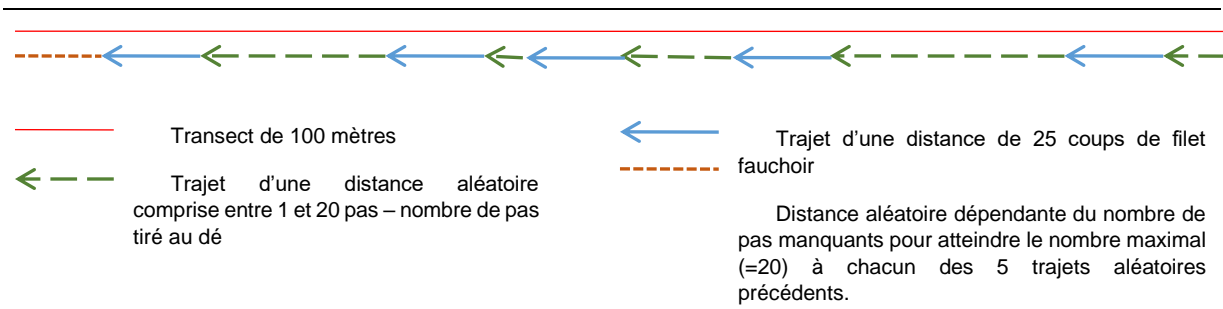 Transect de 100 mètres
Trajet d'une distance aléatoire
comprise entre 1 et 20 pas – nombre de pas
tiré au dé
Trajet d'une distance de 25 coups de filet
fauchoir
Distance aléatoire dépendante du nombre de
pas manquants pour atteindre le nombre maximal
(=20) à chacun des 5 trajets aléatoires
précédents.